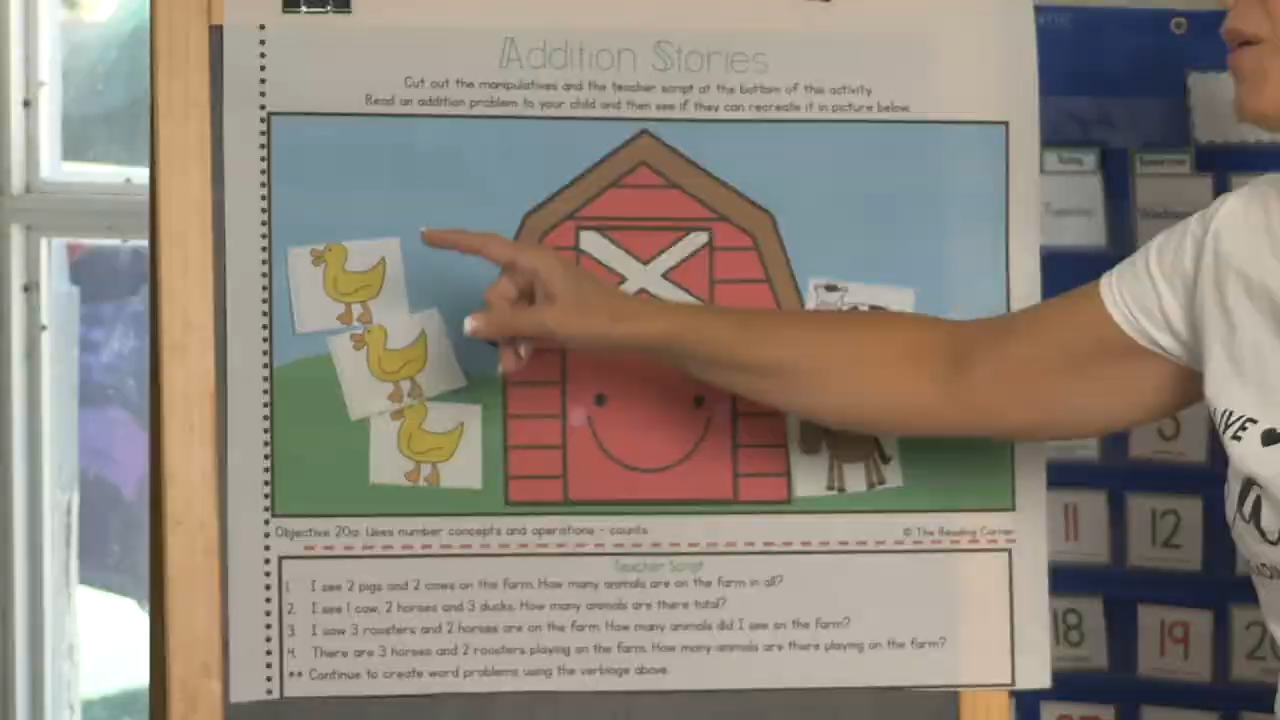 Addition Stories
Cut out the manipulatives and the teacher script at the bottom of this activity.
Read an addition problem to your child and then see if they can recreate it in picture below.
Objective 20a: Uses number concepts and operations - counts
© The Reading Corner
Teacher Script
1. I see 2 pigs and 2 cows on the farm. How many animals are on the farm in all?
2. I see 1 cow, 2 horses and 3 ducks. How many animals are there total?
3. I saw 3 roosters and 2 horses are on the farm. How many animals did I see on the farm?
4. There are 3 horses and 2 roosters playing on the farm. How many animals are there playing on the farm?
** Continue to create word problems using the verbiage above.
Today
Tuesday
11
12
18
19